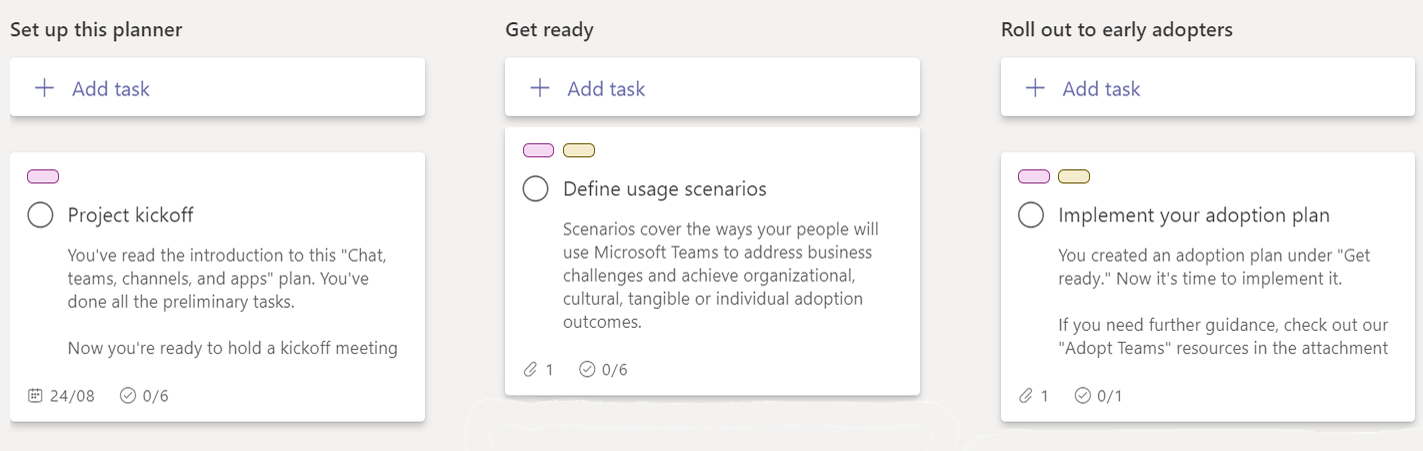 Set up this planner
Add task
Project kickoff
You've read the introduction to this "Chat,
teams, channels, and apps" plan. You've
done all the preliminary tasks.
Now you're ready to hold a kickoff meeting
24/08 0/6
Get ready
Add task
Define usage scenarios
Scenarios cover the ways your people will
use Microsoft Teams to address business
challenges and achieve organizational,
cultural, tangible or individual adoption
outcomes.
1 0/6
Roll out to early adopters
Add task
Implement your adoption plan
You created an adoption plan under "Get
ready." Now it's time to implement it.
If you need further guidance, check out our
"Adopt Teams" resources in the attachment
1 0/1